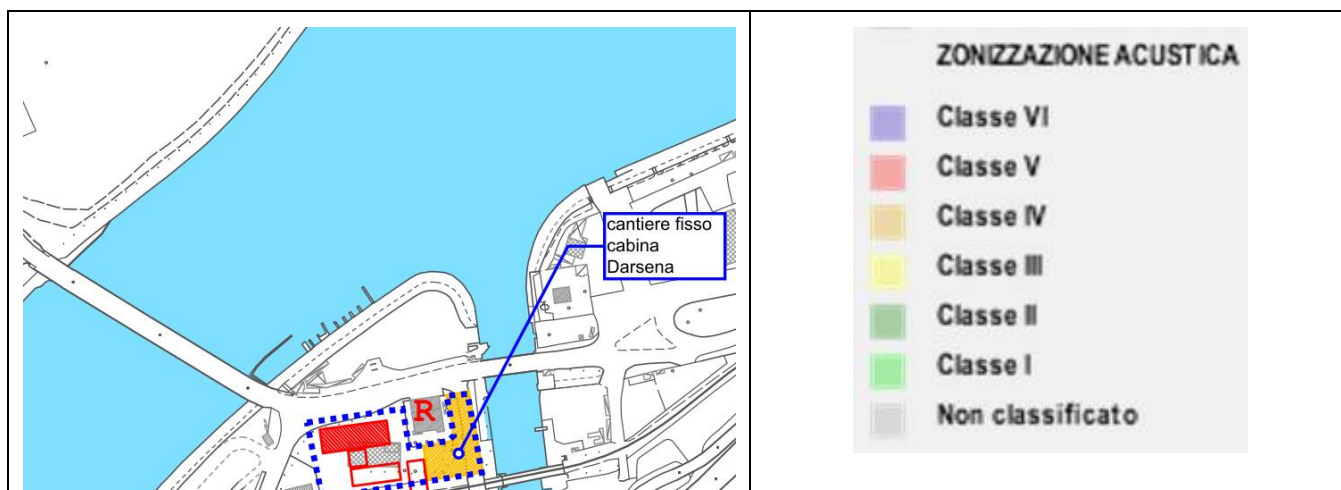 cantiere fisso
cabina
Darsena
R
ZONIZZAZIONE ACUSTICA
Classe VI
Classe V
Classe IV
Classe III
Classe II
Classe I
Non classificato